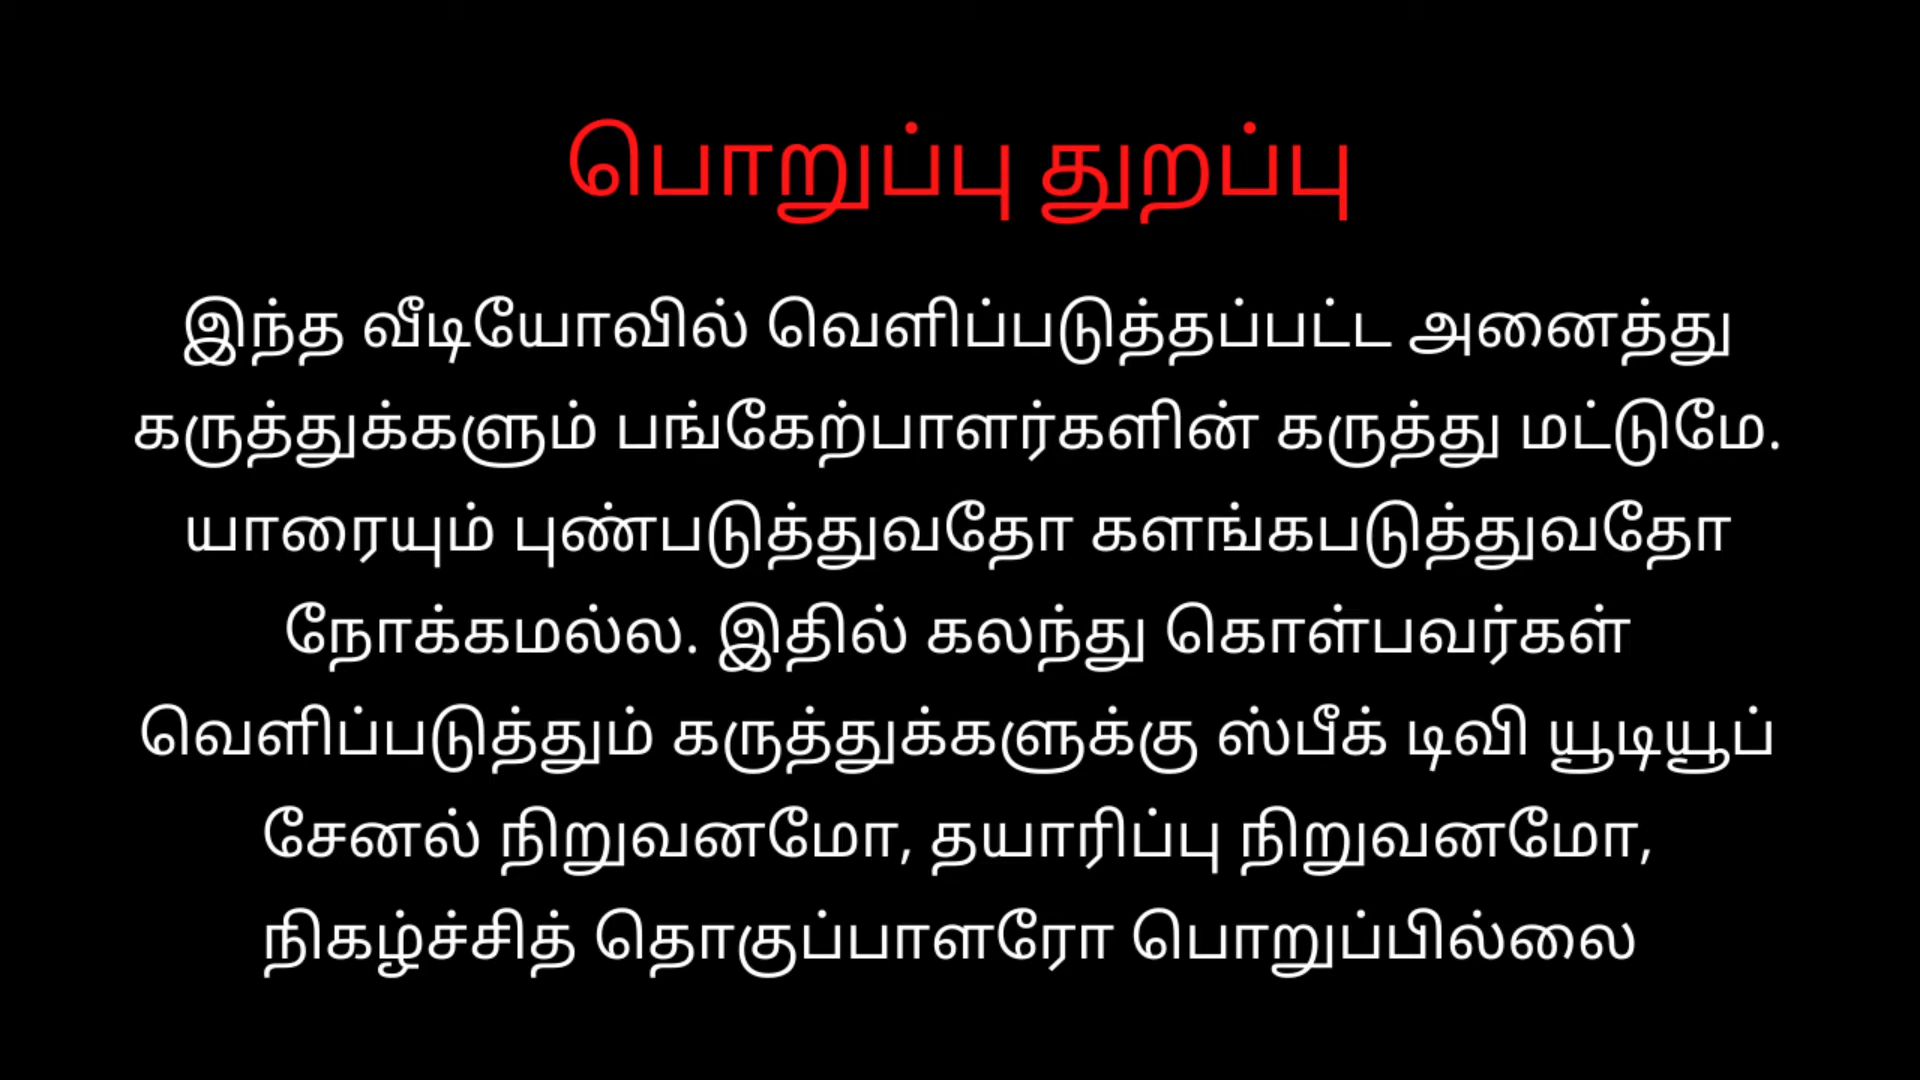 பொறுப்பு துறப்பு
இந்த வீடியோவில் வெளிப்படுத்தப்பட்ட அனைத்து
கருத்துக்களும் பங்கேற்பாளர்களின் கருத்து மட்டுமே.
யாரையும் புண்படுத்துவதோ களங்கபடுத்துவதோ
நோக்கமல்ல. இதில் கலந்து கொள்பவர்கள்
வெளிப்படுத்தும் கருத்துக்களுக்கு ஸ்பீக் டிவி யூடியூப்
சேனல் நிறுவனமோ, தயாரிப்பு நிறுவனமோ,
நிகழ்ச்சித் தொகுப்பாளரோ பொறுப்பில்லை